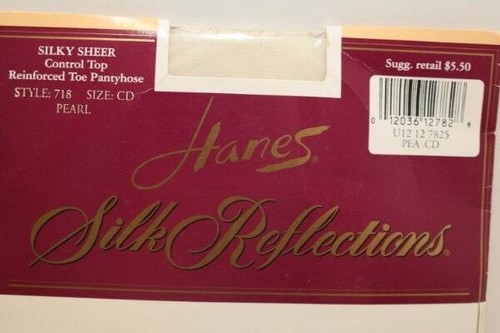 SILKY SHEER
Control Top
Reinforced Toe Pantyhose
STYLE: 718 SIZE: CD
PEARL
Sugg. retail $5.50
0 12036 12782 8
U12 12 7825
PEA CD
Hanes®
Silk Reflections®